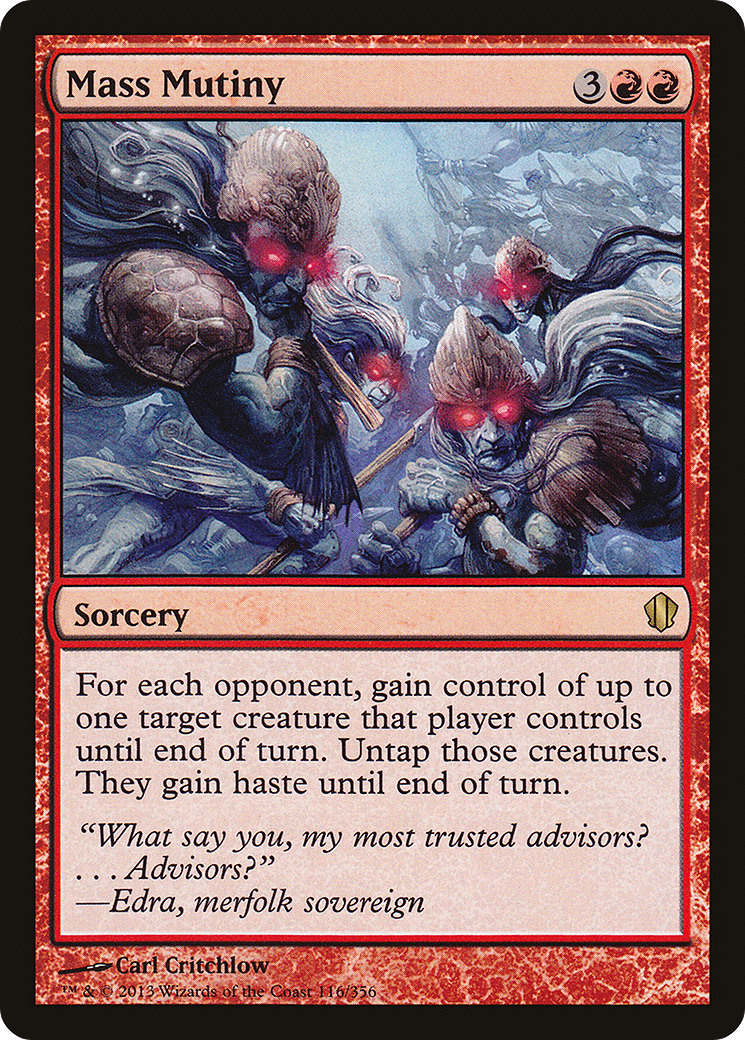 Mass Mutiny 3
Sorcery
For each opponent, gain control of up to
one target creature that player controls
until end of turn. Untap those creatures.
They gain haste until end of turn.
“What say you, my most trusted advisors?
. . . Advisors?”
—Edra, merfolk sovereign
Carl Critchlow
™ & © 2013 Wizards of the Coast 116/356